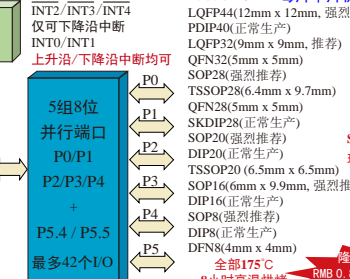 INT2 / INT3 / INT4
仅可下降沿中断
INT0/INT1
上升沿/下降沿中断均可
5组8位
并行端口
P0/P1
P2/P3/P4
+
P5.4 / P5.5
最多42个I/O
P0
P1
P2
P3
P4
P5
LQFP44(12mm x 12mm, 强烈
PDIP40(正常生产)
LQFP32(9mm x 9mm, 推荐)
QFN32(5mm x 5mm)
SOP28(强烈推荐)
TSSOP28(6.4mm x 9.7mm)
QFN28(5mm x 5mm)
SKDIP28(正常生产)
SOP20(强烈推荐)
DIP20(正常生产)
TSSOP20 (6.5mm x 6.5mm)
SOP16(6mm x 9.9mm, 强烈推
DIP16(正常生产)
SOP8(强烈推荐)
DIP8(正常生产)
DFN8(4mm x 4mm)
全部175℃
隆
RMB 0.